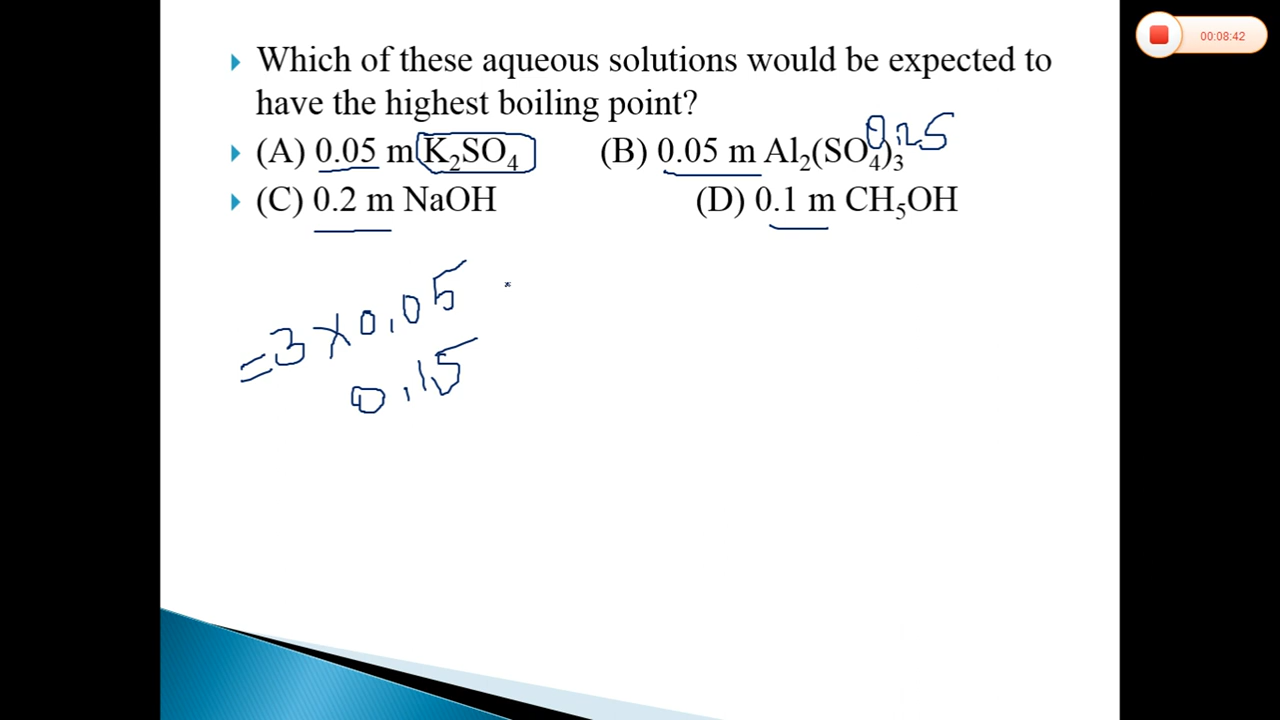 00:08:42
Which of these aqueous solutions would be expected to
have the highest boiling point?
0.25
(A) 0.05 m K₂SO₄ (B) 0.05 m Al₂(SO₄)₃
(C) 0.2 m NaOH (D) 0.1 m CH₅OH
=3×0.05
0.15